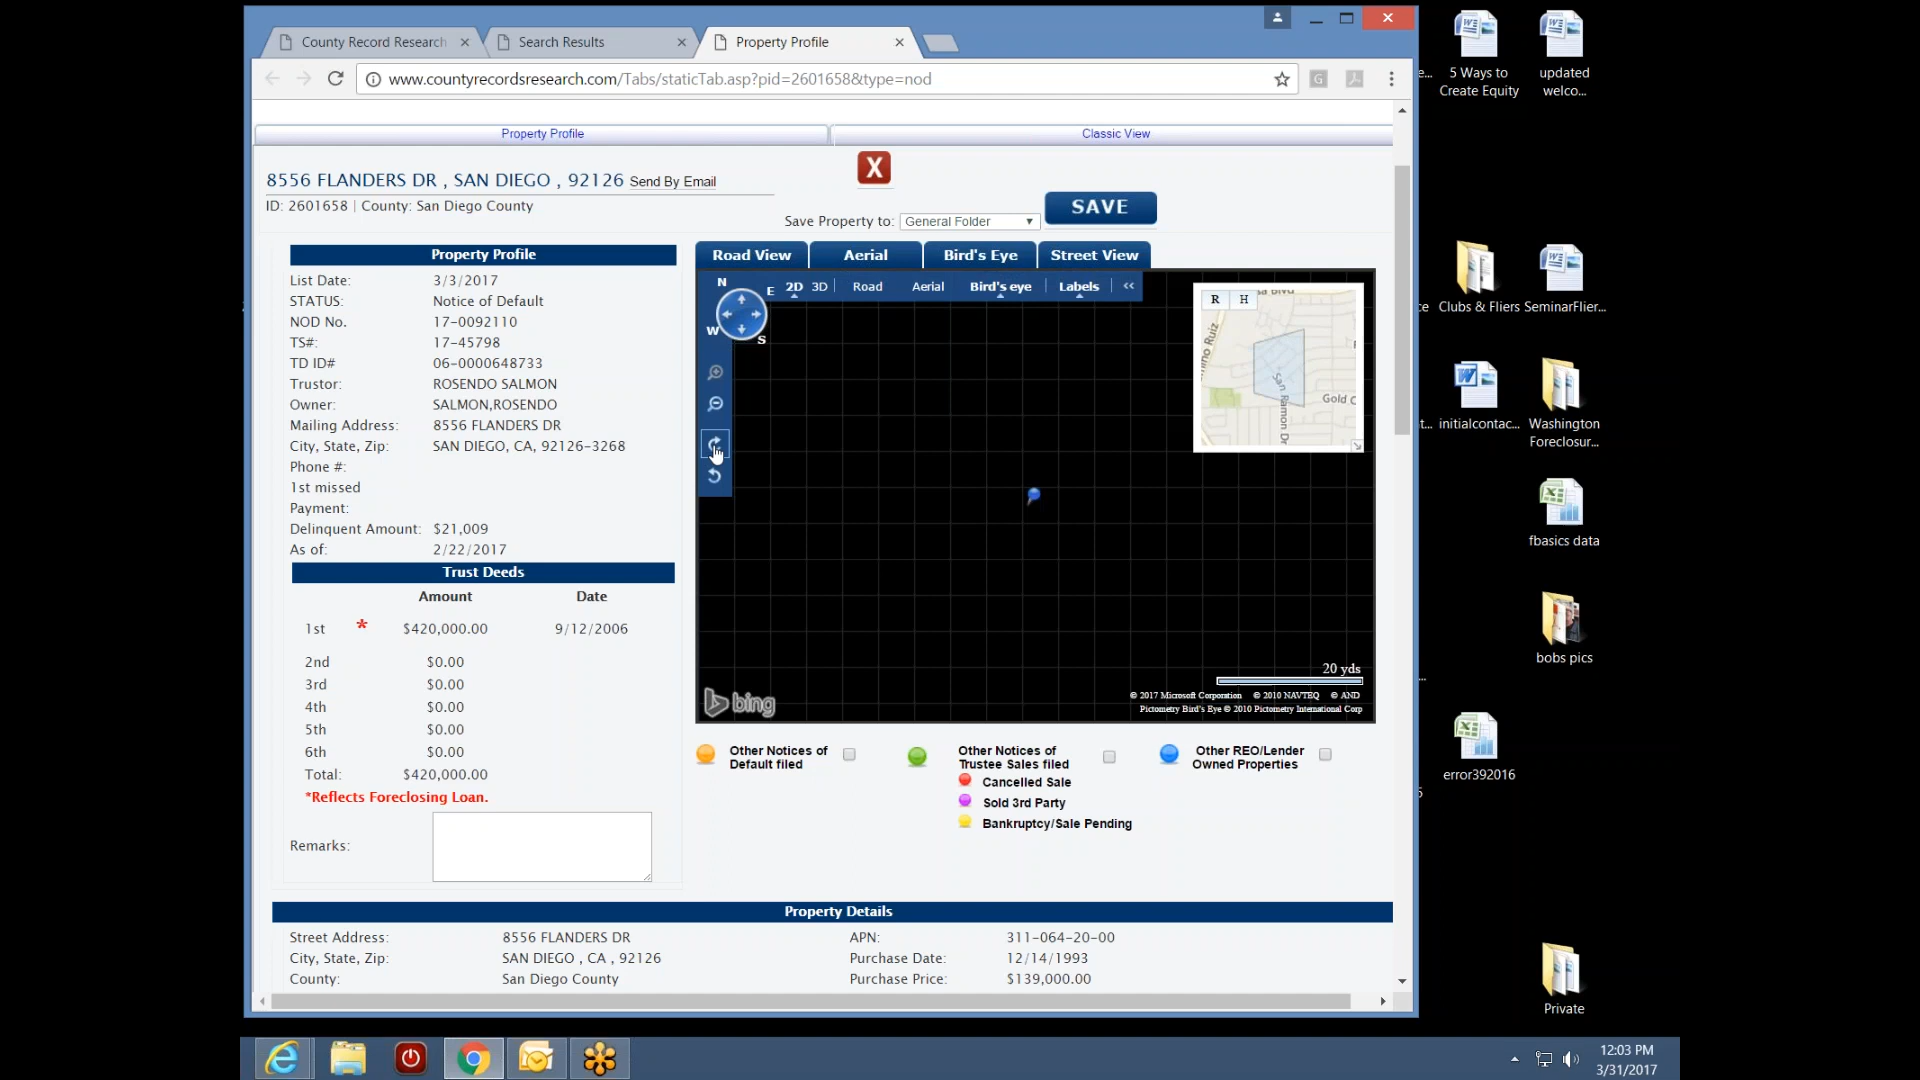 County Record Research
Search Results
Property Profile
www.countyrecordsresearch.com/Tabs/staticTab.asp?pid=2601658&type=nod
Property Profile
Classic View
8556 FLANDERS DR , SAN DIEGO , 92126 Send By Email
X
ID: 2601658 | County: San Diego County
Save Property to: General Folder
SAVE
Property Profile
List Date: 3/3/2017
STATUS: Notice of Default
NOD No. 17-0092110
TS#: 17-45798
TD ID# 06-0000648733
Trustor: ROSENDO SALMON
Owner: SALMON,ROSENDO
Mailing Address: 8556 FLANDERS DR
City, State, Zip: SAN DIEGO, CA, 92126-3268
Phone #:
1st missed
Payment:
Delinquent Amount: $21,009
As of: 2/22/2017
Trust Deeds
Amount Date
1st * $420,000.00 9/12/2006
2nd $0.00
3rd $0.00
4th $0.00
5th $0.00
6th $0.00
Total: $420,000.00
*Reflects Foreclosing Loan.
Remarks:
Road View Aerial Bird's Eye Street View
N
E
W
S
2D 3D Road Aerial Bird's eye Labels «
R H
San Ramon Dr
Gold
20 yds
bing
© 2017 Microsoft Corporation © 2010 NAVTEQ © AND
Pictometry Bird's Eye © 2010 Pictometry International Corp
Other Notices of
Default filed
Other Notices of
Trustee Sales filed
Cancelled Sale
Sold 3rd Party
Bankruptcy/Sale Pending
Other REO/Lender
Owned Properties
Property Details
Street Address: 8556 FLANDERS DR
City, State, Zip: SAN DIEGO , CA , 92126
County: San Diego County
APN: 311-064-20-00
Purchase Date: 12/14/1993
Purchase Price: $139,000.00
5 Ways to
Create Equity
updated
welco...
Clubs & Fliers
SeminarFlier...
initialcontac...
Washington
Foreclosur...
fbasics data
bobs pics
error392016
Private
12:03 PM
3/31/2017